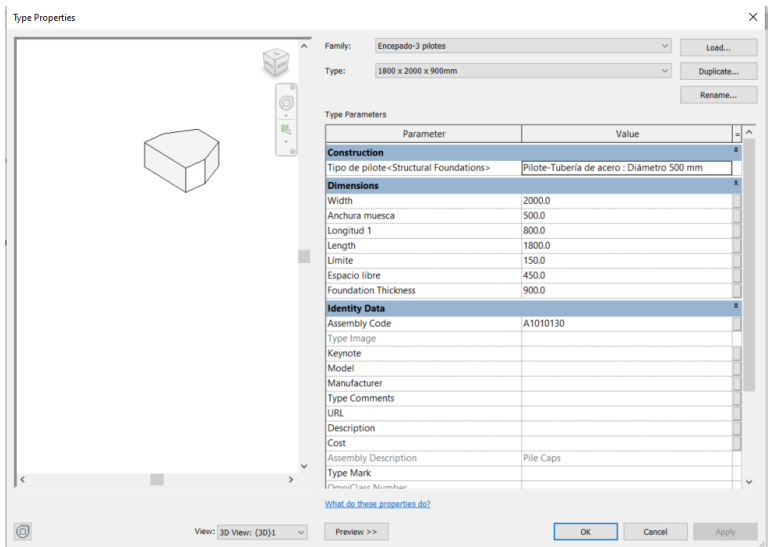 Type Properties
Family: Encepado-3 pilotes Load...
Type: 1800 x 2000 x 900mm Duplicate...
Rename...
Type Parameters
Parameter Value =
Construction
Tipo de pilote<Structural Foundations> Pilote-Tubería de acero : Diámetro 500 mm
Dimensions
Width 2000.0
Anchura muesca 500.0
Longitud 1 800.0
Length 1800.0
Límite 150.0
Espacio libre 450.0
Foundation Thickness 900.0
Identity Data
Assembly Code A1010130
Type Image
Keynote
Model
Manufacturer
Type Comments
URL
Description
Cost
Assembly Description Pile Caps
Type Mark
OmniClass Number
What do these properties do?
View: 3D View: {3D}1 Preview >> OK Cancel Apply